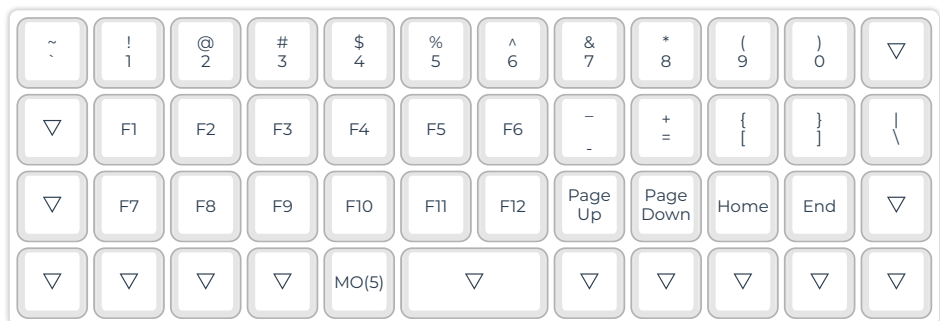 ~ ! @ # $ % ^ & * ( ) ▽
` 1 2 3 4 5 6 7 8 9 0
▽ F1 F2 F3 F4 F5 F6 _ + { } |
- = [ ] \
▽ F7 F8 F9 F10 F11 F12 Page Up Page Down Home End ▽
▽ ▽ ▽ ▽ MO(5) ▽ ▽ ▽ ▽ ▽ ▽